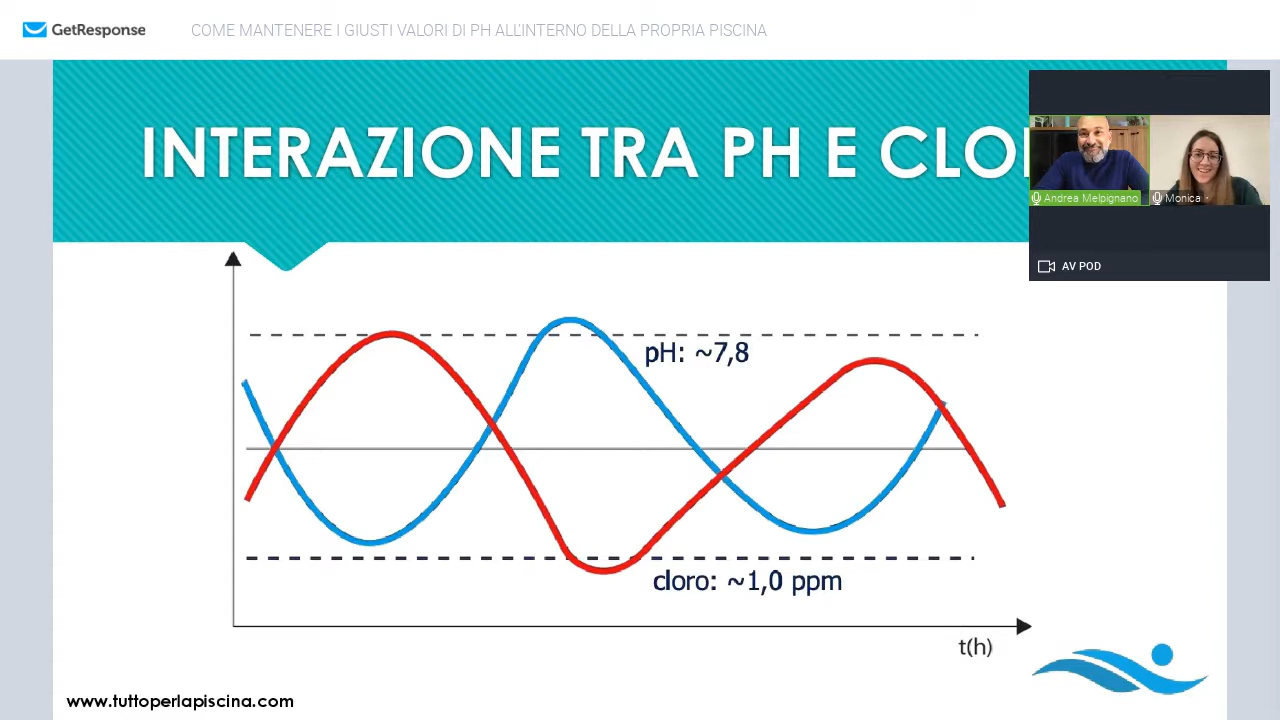 GetResponse
COME MANTENERE I GIUSTI VALORI DI PH ALL'INTERNO DELLA PROPRIA PISCINA
INTERAZIONE TRA PH E CLO
Andrea Melpignano
Monica -
AV POD
pH: ~7,8
cloro: ~1,0 ppm
t(h)
www.tuttoperlapiscina.com